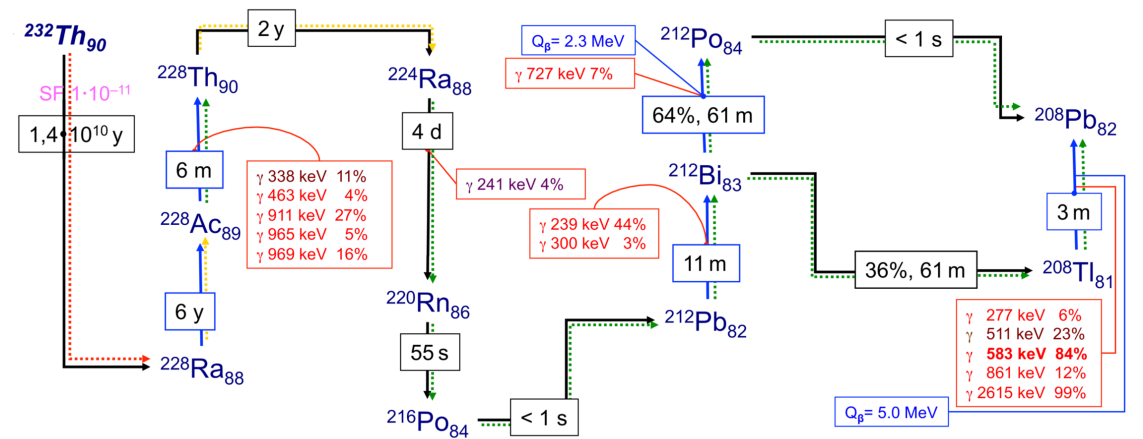 ²³²Th₉₀
SF 1·10⁻¹¹
1,4·10¹⁰ y
²²⁸Ra₈₈
6 y
²²⁸Ac₈₉
6 m
γ 338 keV 11%
γ 463 keV 4%
γ 911 keV 27%
γ 965 keV 5%
γ 969 keV 16%
²²⁸Th₉₀
2 y
²²⁴Ra₈₈
4 d
γ 241 keV 4%
²²⁰Rn₈₆
55 s
²¹⁶Po₈₄
< 1 s
²¹²Pb₈₂
11 m
γ 239 keV 44%
γ 300 keV 3%
²¹²Bi₈₃
64%, 61 m
Qᵦ= 2.3 MeV
γ 727 keV 7%
²¹²Po₈₄
< 1 s
²⁰⁸Pb₈₂
36%, 61 m
²⁰⁸Tl₈₁
3 m
γ 277 keV 6%
γ 511 keV 23%
γ 583 keV 84%
γ 861 keV 12%
γ 2615 keV 99%
Qᵦ= 5.0 MeV